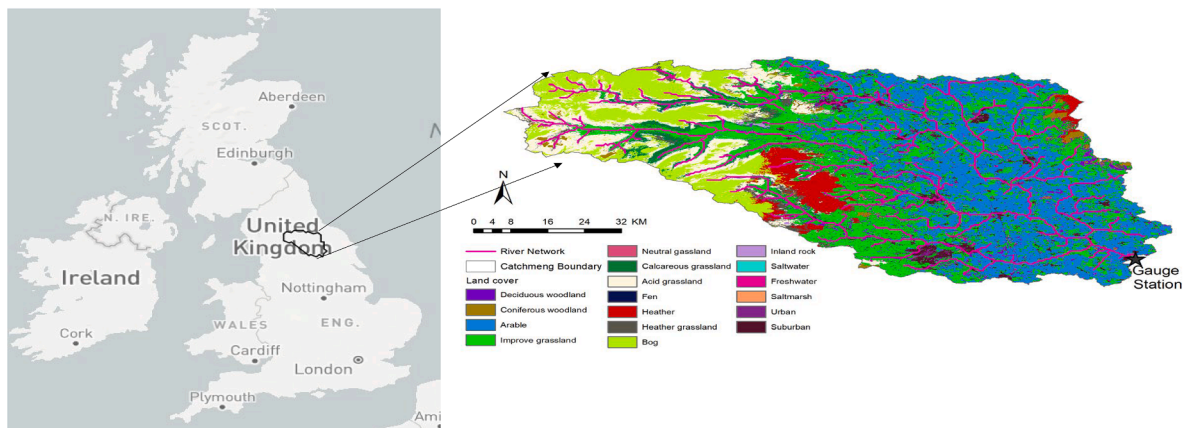 Aberdeen
SCOT.
Edinburgh
N. IRE.
United
Kingdom
Ireland
Nottingham
WALES
ENG.
Cork
Cardiff
London
Plymouth
Ami
N
N
0 4 8 16 24 32 KM
River Network
Catchmeng Boundary
Land cover
Deciduous woodland
Coniferous woodland
Arable
Improve grassland
Neutral gassland
Calcareous grassland
Acid grassland
Fen
Heather
Heather grassland
Bog
Inland rock
Saltwater
Freshwater
Saltmarsh
Urban
Suburban
Gauge
Station